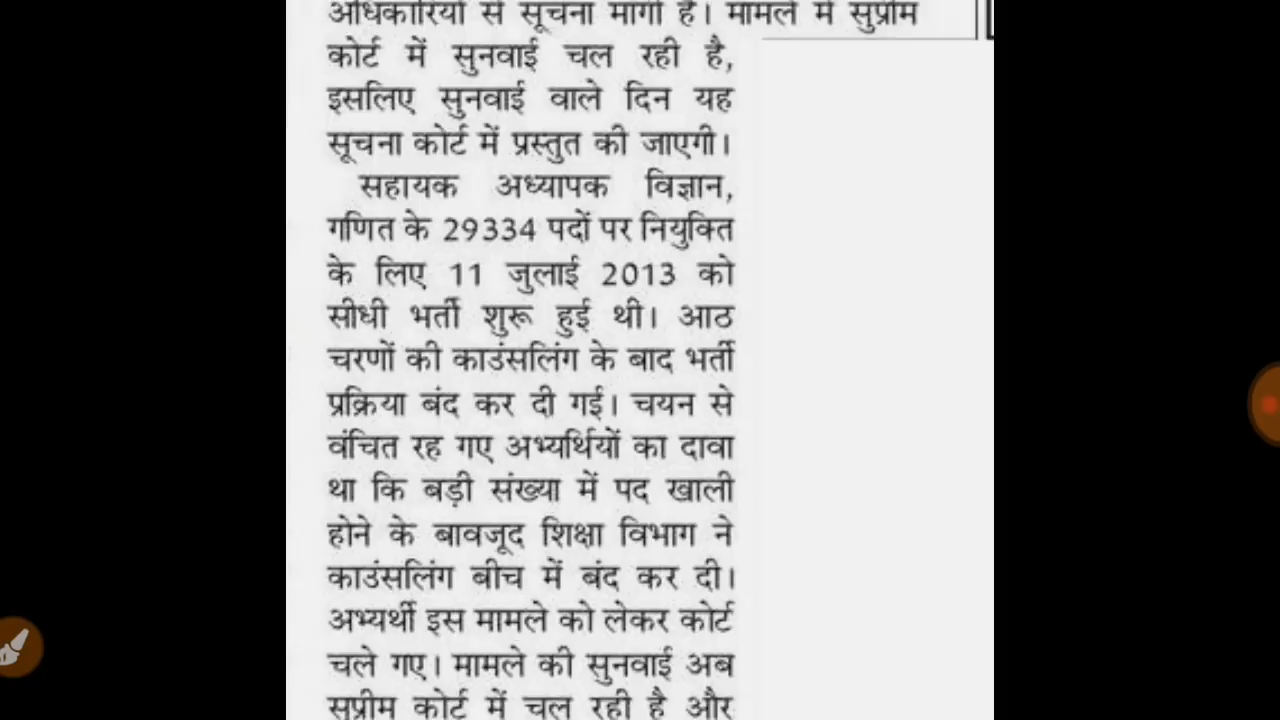 अधिकारियों से सूचना मांगी है। मामले में सुप्रीम
कोर्ट में सुनवाई चल रही है,
इसलिए सुनवाई वाले दिन यह
सूचना कोर्ट में प्रस्तुत की जाएगी।
सहायक अध्यापक विज्ञान,
गणित के 29334 पदों पर नियुक्ति
के लिए 11 जुलाई 2013 को
सीधी भर्ती शुरू हुई थी। आठ
चरणों की काउंसलिंग के बाद भर्ती
प्रक्रिया बंद कर दी गई। चयन से
वंचित रह गए अभ्यर्थियों का दावा
था कि बड़ी संख्या में पद खाली
होने के बावजूद शिक्षा विभाग ने
काउंसलिंग बीच में बंद कर दी।
अभ्यर्थी इस मामले को लेकर कोर्ट
चले गए। मामले की सुनवाई अब
सुप्रीम कोर्ट में चल रही है और